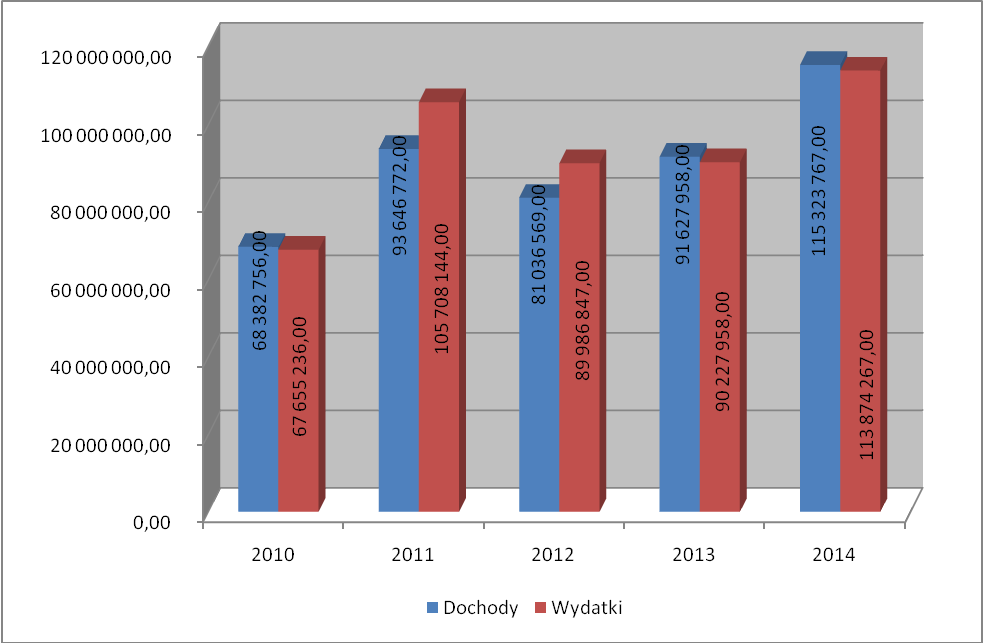 120 000 000,00
100 000 000,00
80 000 000,00
60 000 000,00
40 000 000,00
20 000 000,00
0,00
68 382 756,00
67 655 236,00
93 646 772,00
105 708 144,00
81 036 569,00
89 986 847,00
91 627 958,00
90 227 958,00
115 323 767,00
113 874 267,00
2010 2011 2012 2013 2014
Dochody Wydatki